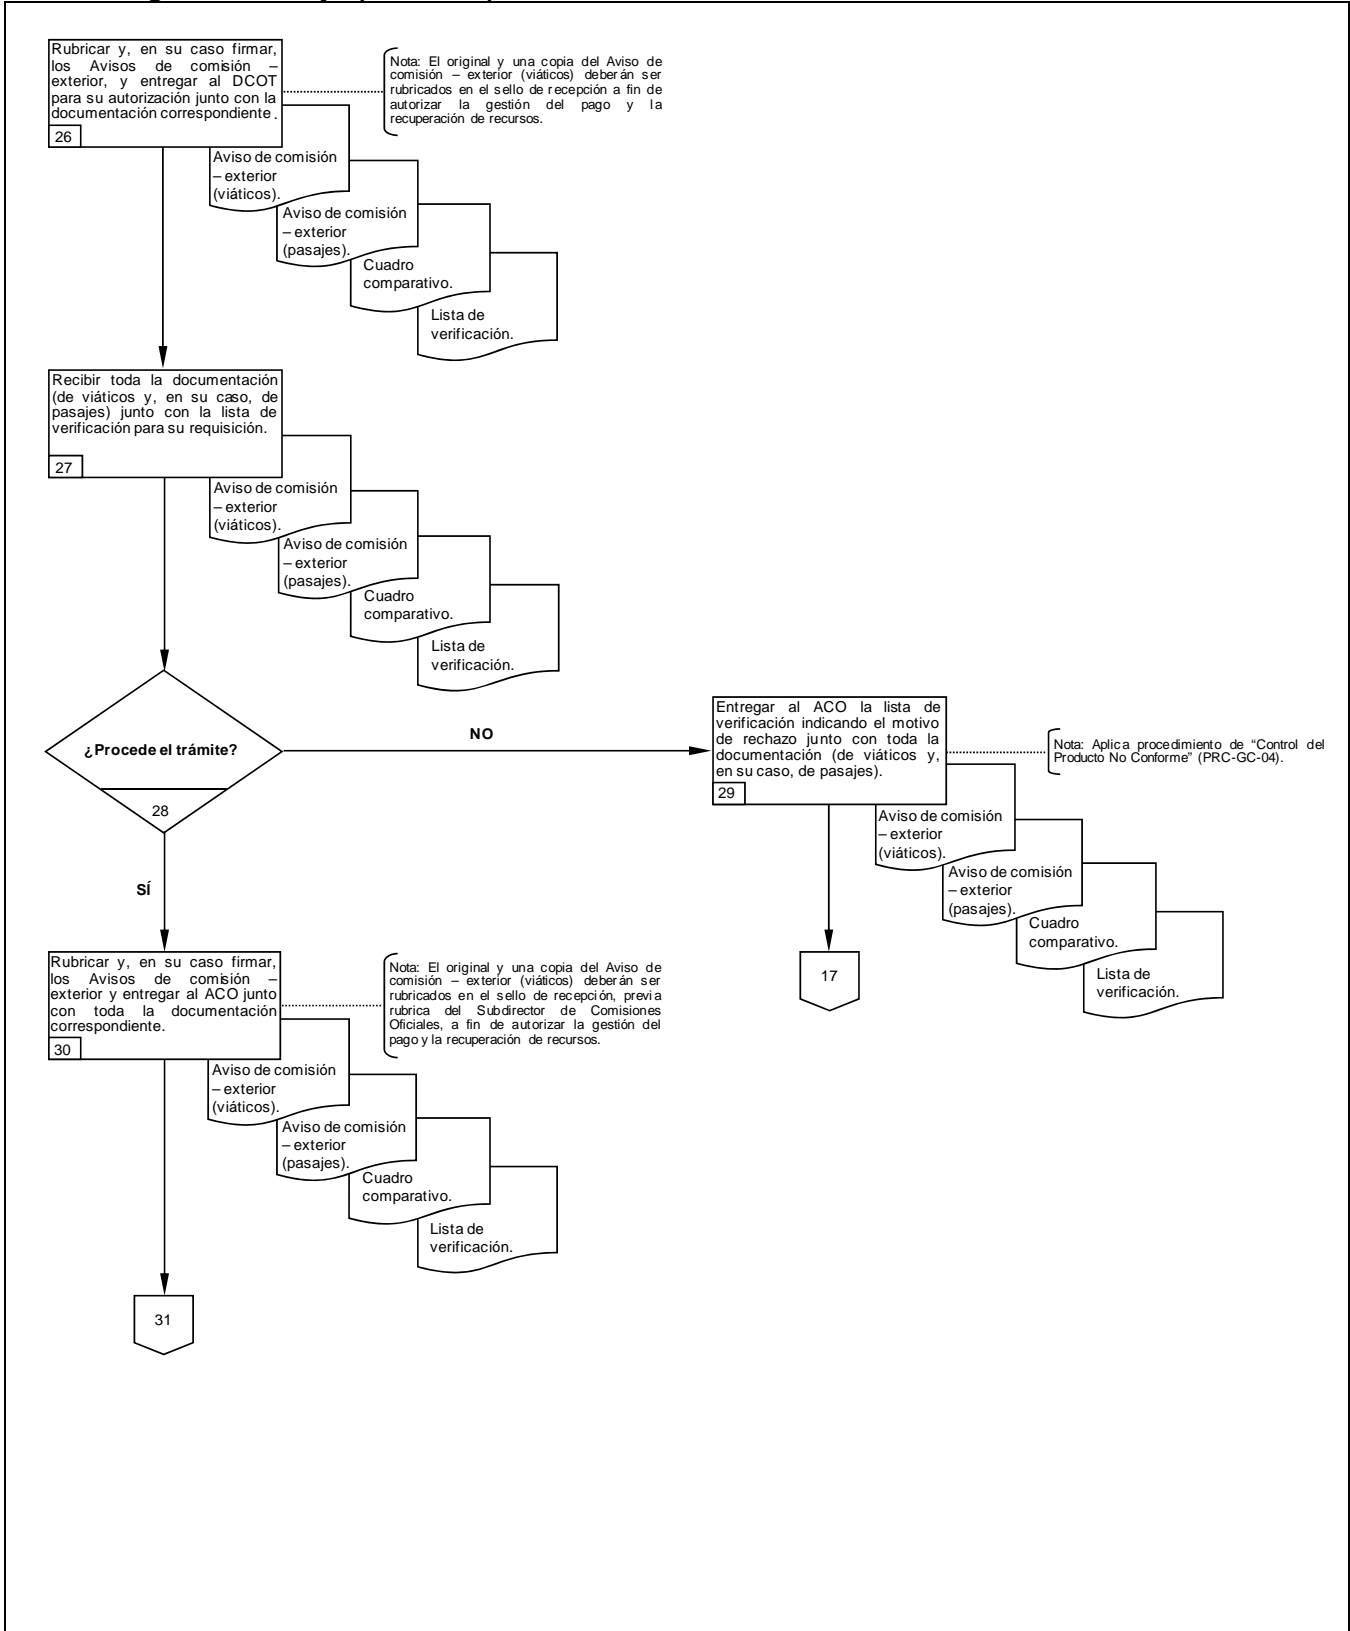 Rubricar y, en su caso firmar,
los Avisos de comisión –
exterior, y entregar al DCOT
para su autorización junto con la
documentación correspondiente.
26
Nota: El original y una copia del Aviso de
comisión – exterior (viáticos) deberán ser
rubricados en el sello de recepción a fin de
autorizar la gestión del pago y la
recuperación de recursos.
Aviso de comisión
– exterior
(viáticos).
Aviso de comisión
– exterior
(pasajes).
Cuadro
comparativo.
Lista de
verificación.
Recibir toda la documentación
(de viáticos y, en su caso, de
pasajes) junto con la lista de
verificación para su requisición.
27
Aviso de comisión
– exterior
(viáticos).
Aviso de comisión
– exterior
(pasajes).
Cuadro
comparativo.
Lista de
verificación.
¿Procede el trámite?
28
NO
Entregar al ACO la lista de
verificación indicando el motivo
de rechazo junto con toda la
documentación (de viáticos y,
en su caso, de pasajes).
29
Nota: Aplica procedimiento de “Control del
Producto No Conforme” (PRC-GC-04).
Aviso de comisión
– exterior
(viáticos).
Aviso de comisión
– exterior
(pasajes).
Cuadro
comparativo.
Lista de
verificación.
17
SÍ
Rubricar y, en su caso firmar,
los Avisos de comisión –
exterior y entregar al ACO junto
con toda la documentación
correspondiente.
30
Nota: El original y una copia del Aviso de
comisión – exterior (viáticos) deberán ser
rubricados en el sello de recepción, previa
rubrica del Subdirector de Comisiones
Oficiales, a fin de autorizar la gestión del
pago y la recuperación de recursos.
Aviso de comisión
– exterior
(viáticos).
Aviso de comisión
– exterior
(pasajes).
Cuadro
comparativo.
Lista de
verificación.
31